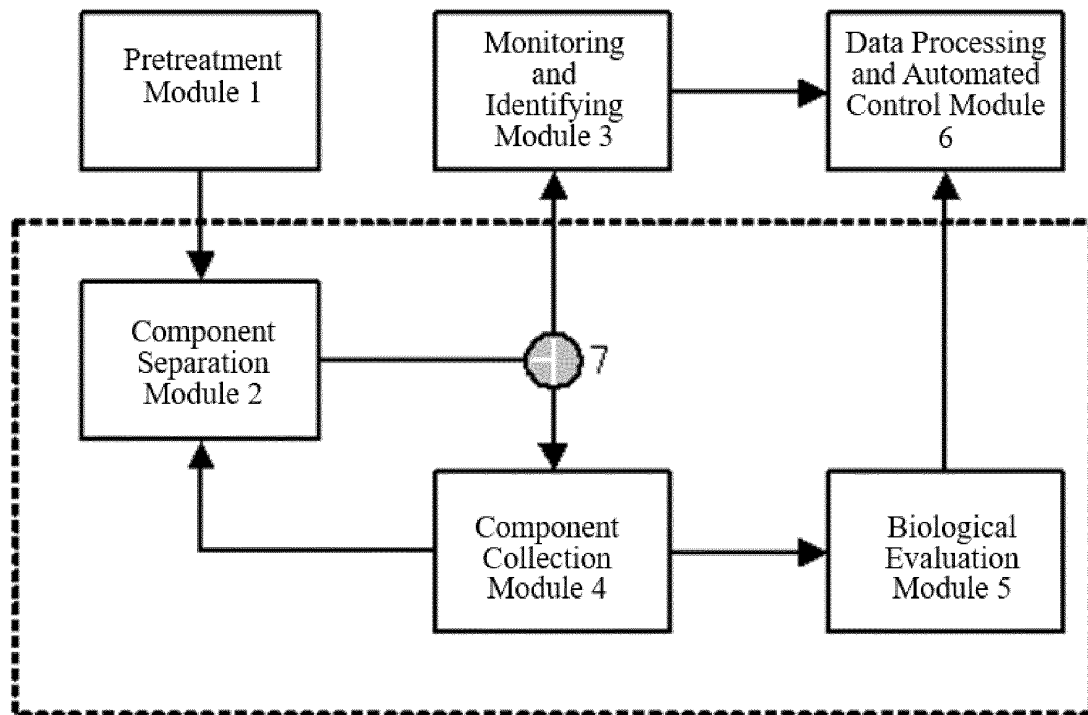 Pretreatment
Module 1
Monitoring
and
Identifying
Module 3
Data Processing
and Automated
Control Module
6
Component
Separation
Module 2
7
Component
Collection
Module 4
Biological
Evaluation
Module 5